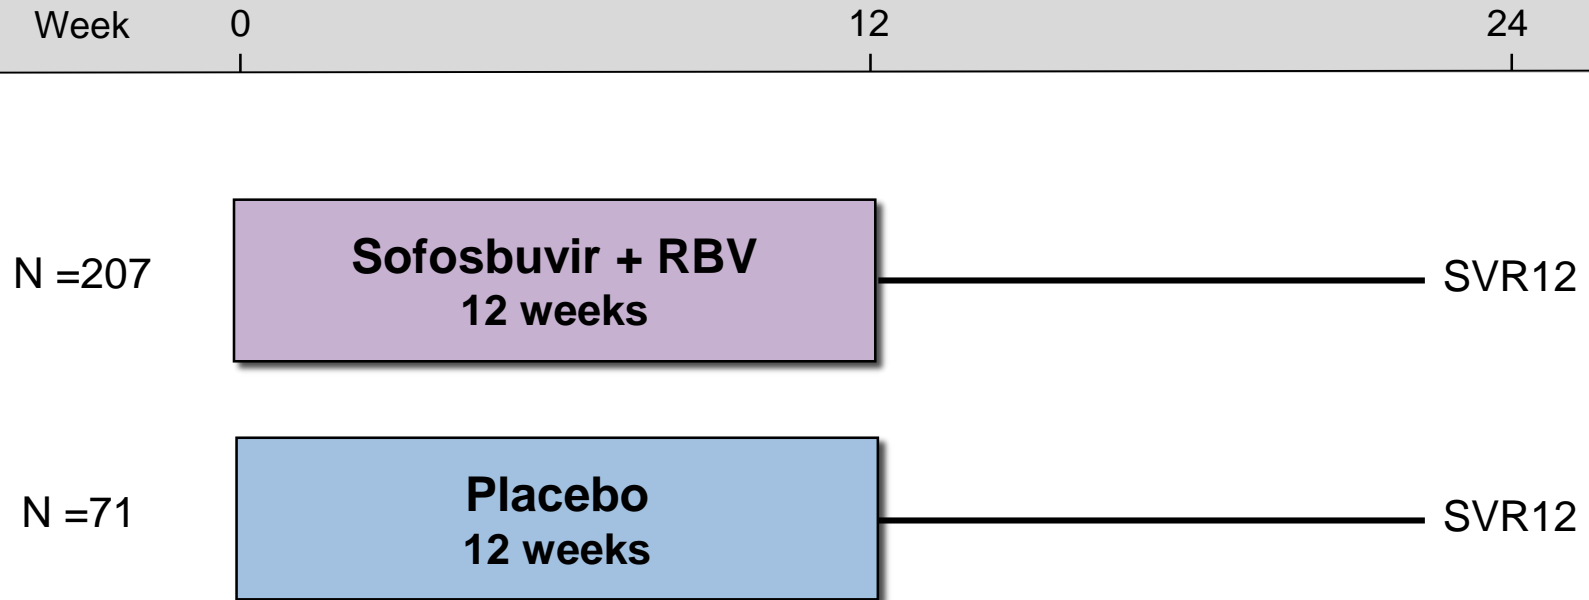 Week 0 12 24
N =207
Sofosbuvir + RBV
12 weeks
SVR12
N =71
Placebo
12 weeks
SVR12